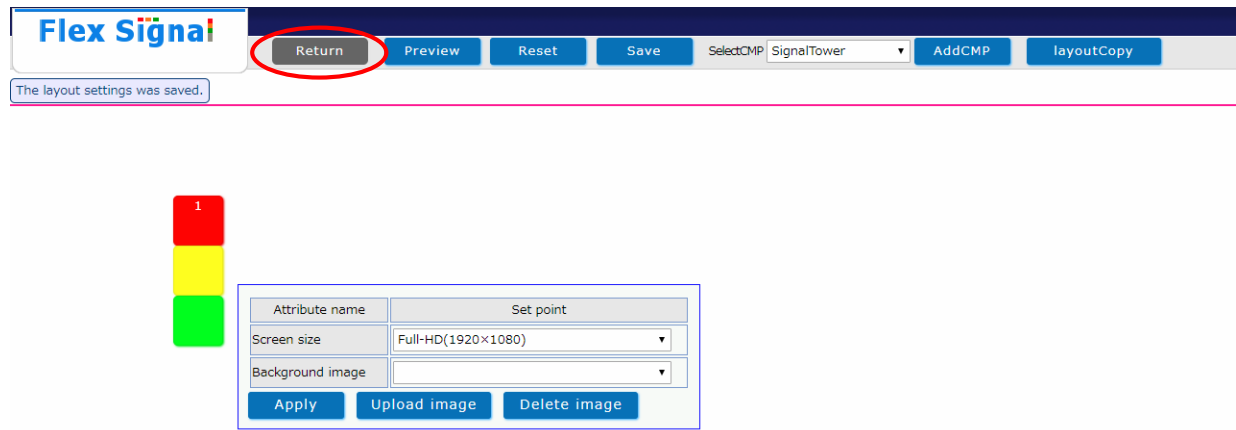 Flex Signal
Return Preview Reset Save SelectCMP SignalTower AddCMP layoutCopy
The layout settings was saved.
1
Attribute name Set point
Screen size Full-HD(1920×1080)
Background image
Apply Upload image Delete image